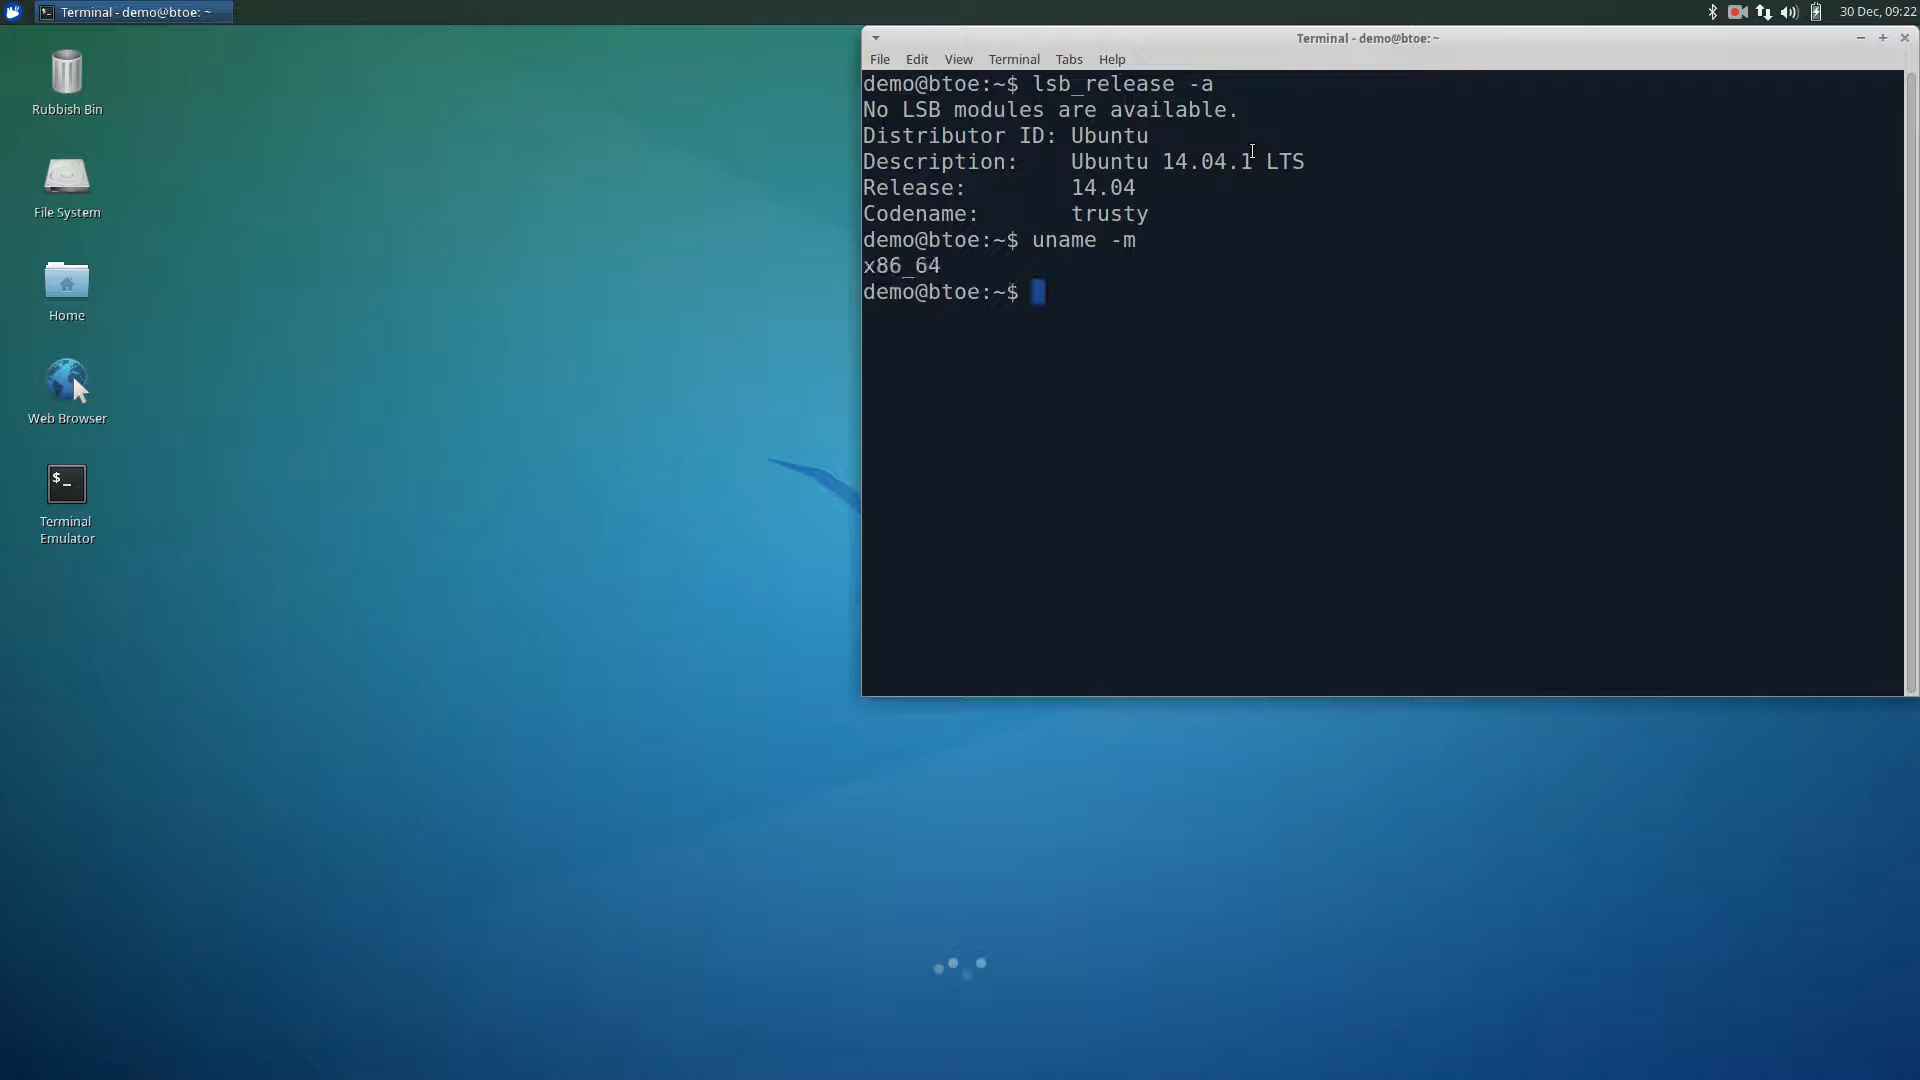 Terminal - demo@btoe: ~
30 Dec, 09:22
Rubbish Bin
File System
Home
Web Browser
$_
Terminal
Emulator
Terminal - demo@btoe: ~
File Edit View Terminal Tabs Help
demo@btoe:~$ lsb_release -a
No LSB modules are available.
Distributor ID: Ubuntu
Description:    Ubuntu 14.04.1 LTS
Release:        14.04
Codename:       trusty
demo@btoe:~$ uname -m
x86_64
demo@btoe:~$